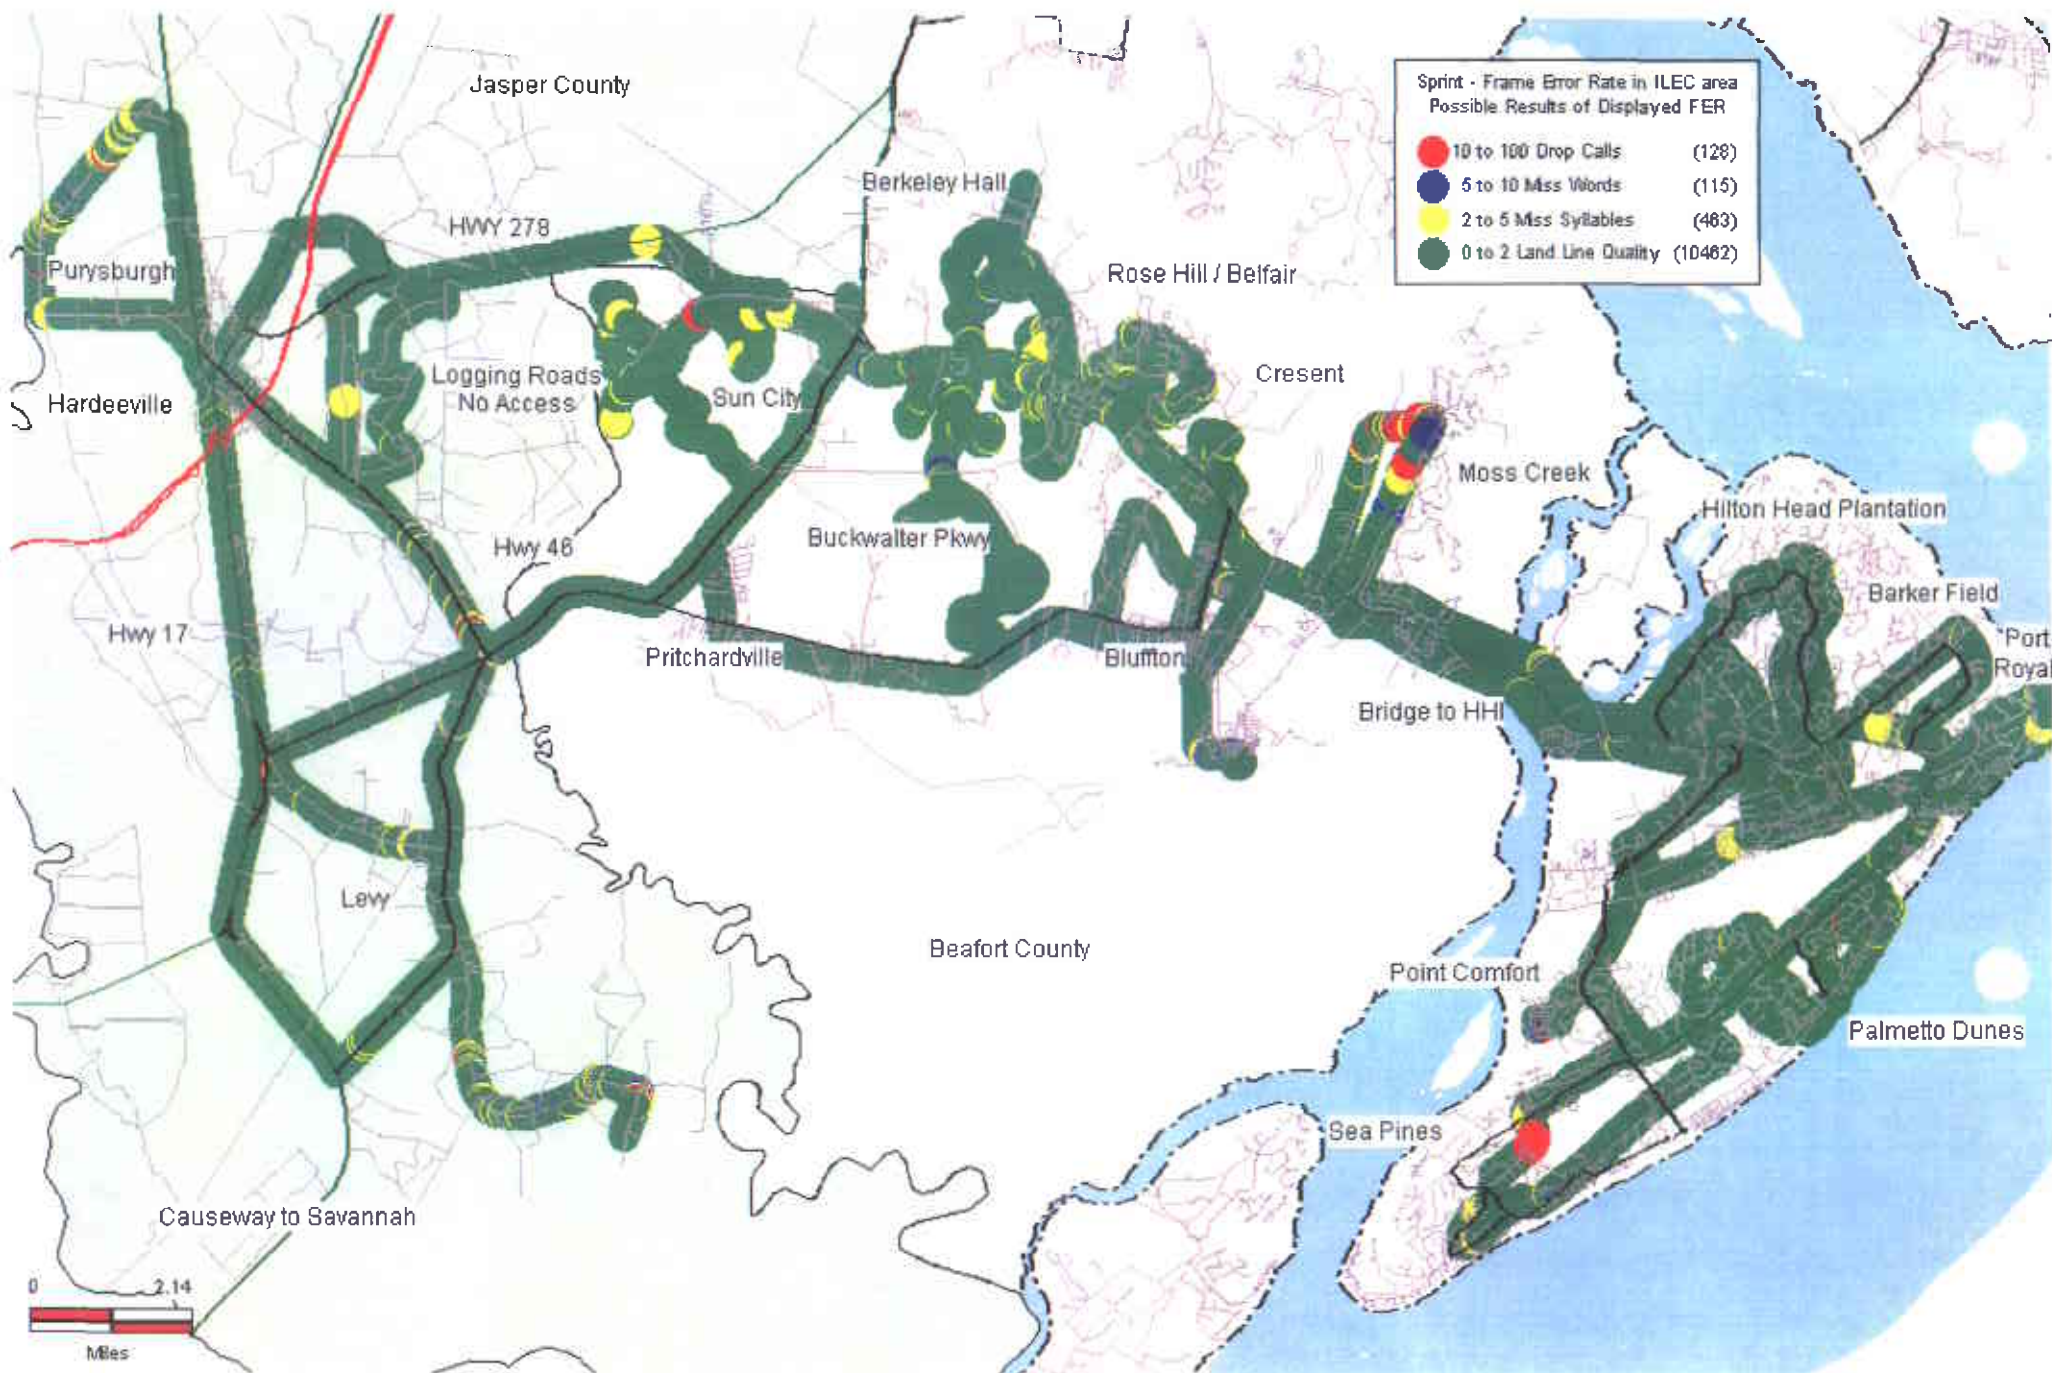 Jasper County
Sprint - Frame Error Rate in ILEC area
Possible Results of Displayed FER
10 to 100 Drop Calls (128)
5 to 10 Miss Words (115)
2 to 5 Miss Syllables (463)
0 to 2 Land Line Quality (10462)
Berkeley Hall
HWY 278
Purysburgh
Rose Hill / Belfair
Logging Roads
No Access
Cresent
Hardeeville
Sun City
Moss Creek
Hilton Head Plantation
Buckwalter Pkwy
Hwy 46
Barker Field
Hwy 17
Port
Royal
Pritchardville
Bluffton
Bridge to HHI
Levy
Beafort County
Point Comfort
Palmetto Dunes
Sea Pines
Causeway to Savannah
0 2.14
Miles